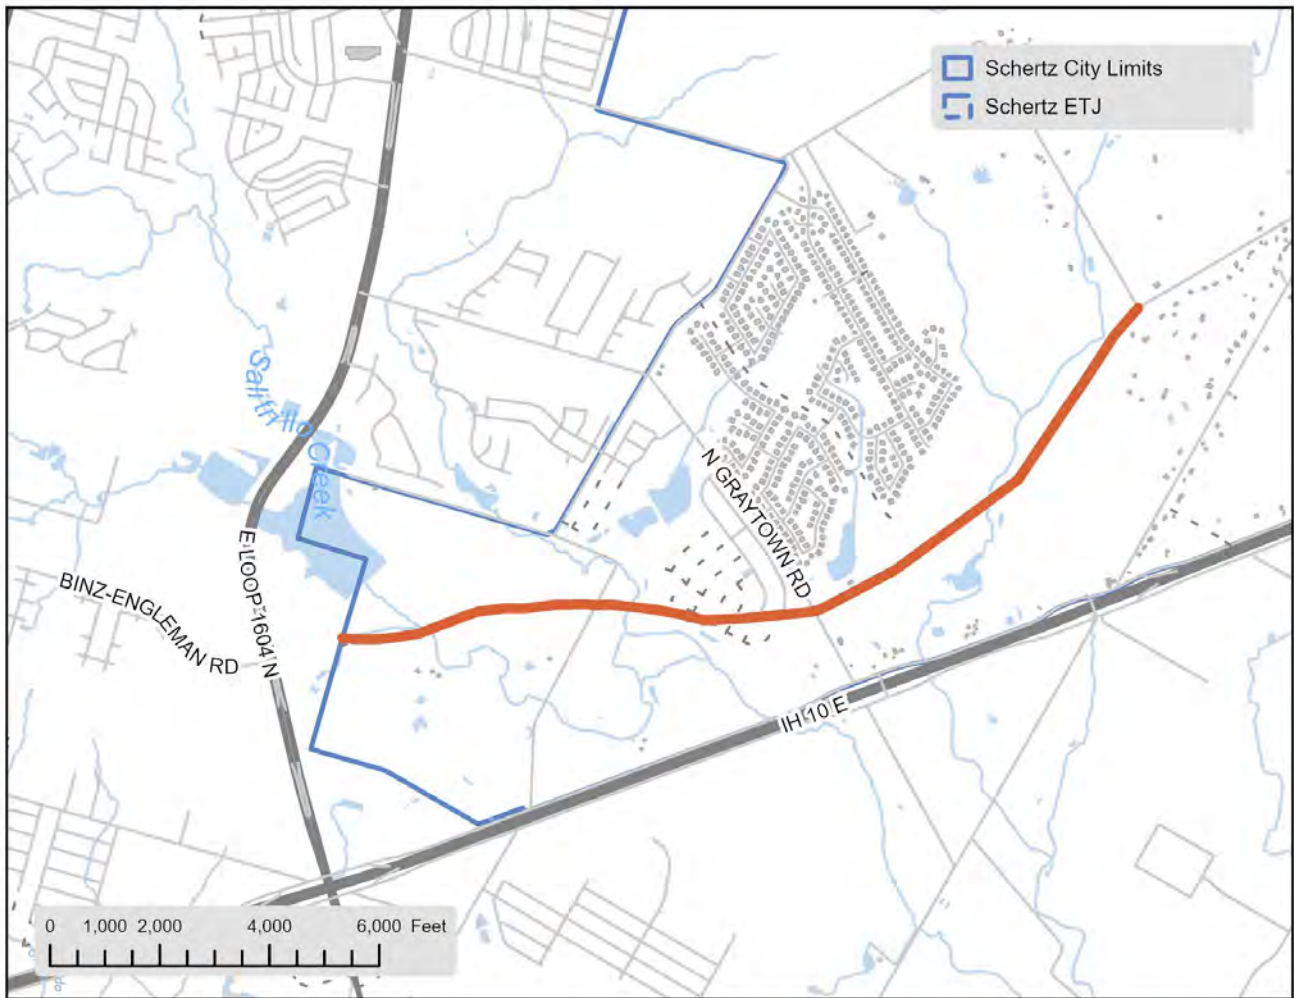 Schertz City Limits
Schertz ETJ
Salitrillo Creek
N GRAYTOWN RD
E LOOP 1604 N
BINZ-ENGLEMAN RD
IH 10 E
0 1,000 2,000 4,000 6,000 Feet